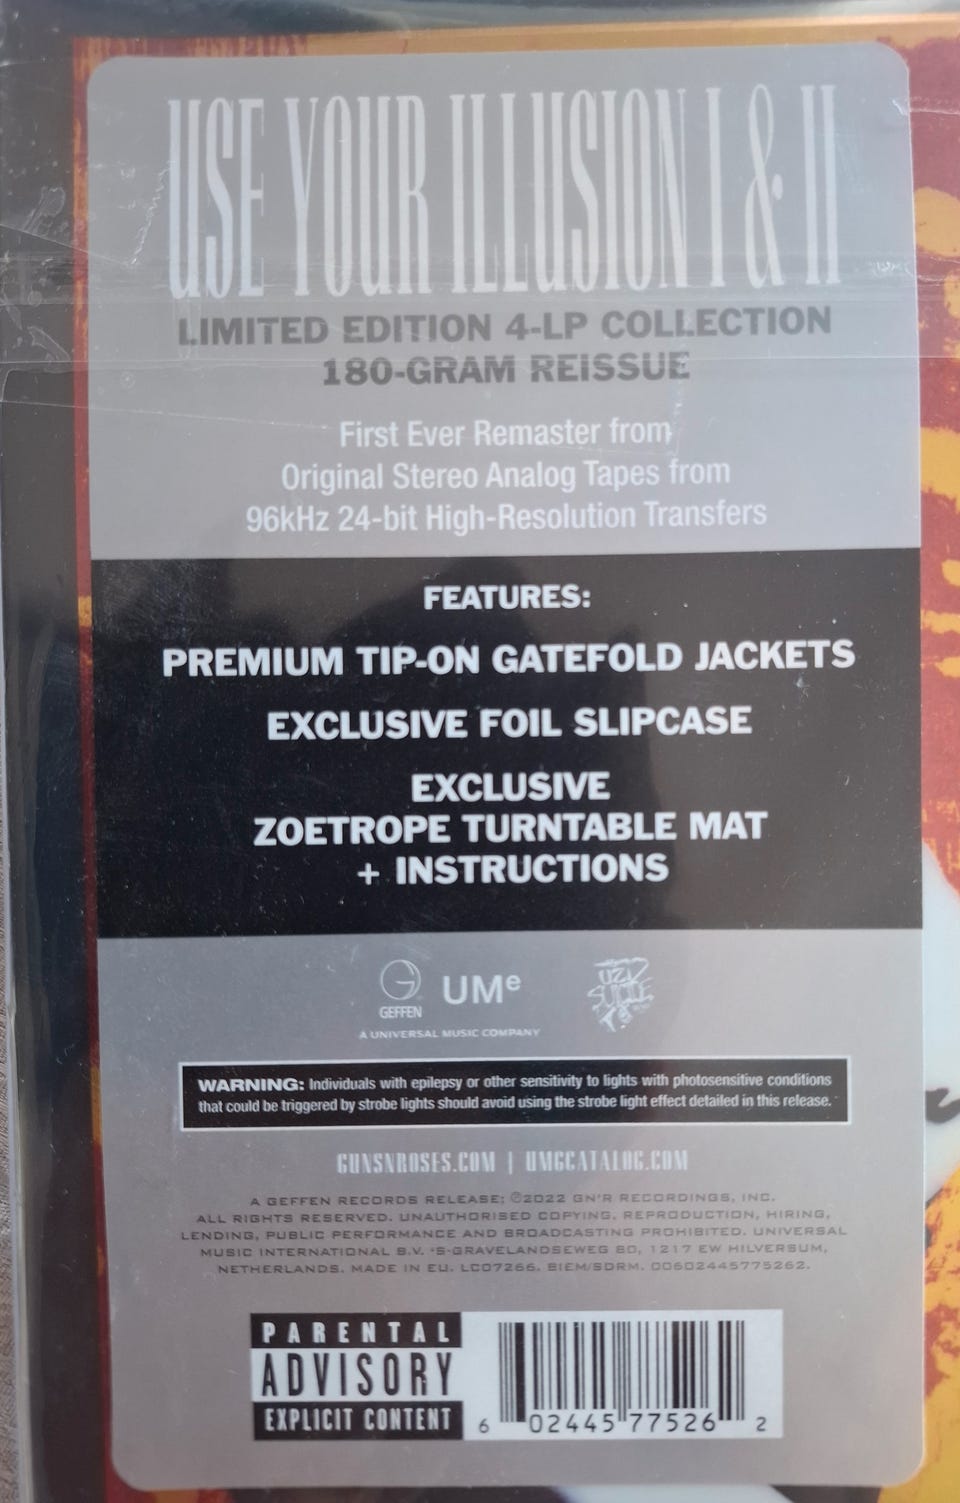 USE YOUR ILLUSION I & II
LIMITED EDITION 4-LP COLLECTION
180-GRAM REISSUE
First Ever Remaster from
Original Stereo Analog Tapes from
96kHz 24-bit High-Resolution Transfers
FEATURES:
PREMIUM TIP-ON GATEFOLD JACKETS
EXCLUSIVE FOIL SLIPCASE
EXCLUSIVE
ZOETROPE TURNTABLE MAT
+ INSTRUCTIONS
G UMe UZI SUICIDE
GEFFEN
A UNIVERSAL MUSIC COMPANY
WARNING: Individuals with epilepsy or other sensitivity to lights with photosensitive conditions
that could be triggered by strobe lights should avoid using the strobe light effect detailed in this release.
GUNSNROSES.COM | UMGCATALOG.COM
A GEFFEN RECORDS RELEASE; ℗2022 GN'R RECORDINGS, INC.
ALL RIGHTS RESERVED. UNAUTHORISED COPYING, REPRODUCTION, HIRING,
LENDING, PUBLIC PERFORMANCE AND BROADCASTING PROHIBITED. UNIVERSAL
MUSIC INTERNATIONAL B.V. 'S-GRAVELANDSEWEG 80, 1217 EW HILVERSUM,
NETHERLANDS. MADE IN EU. LC07266. BIEM/SDRM. 00602445775262.
PARENTAL
ADVISORY
EXPLICIT CONTENT
6 02445 77526 2